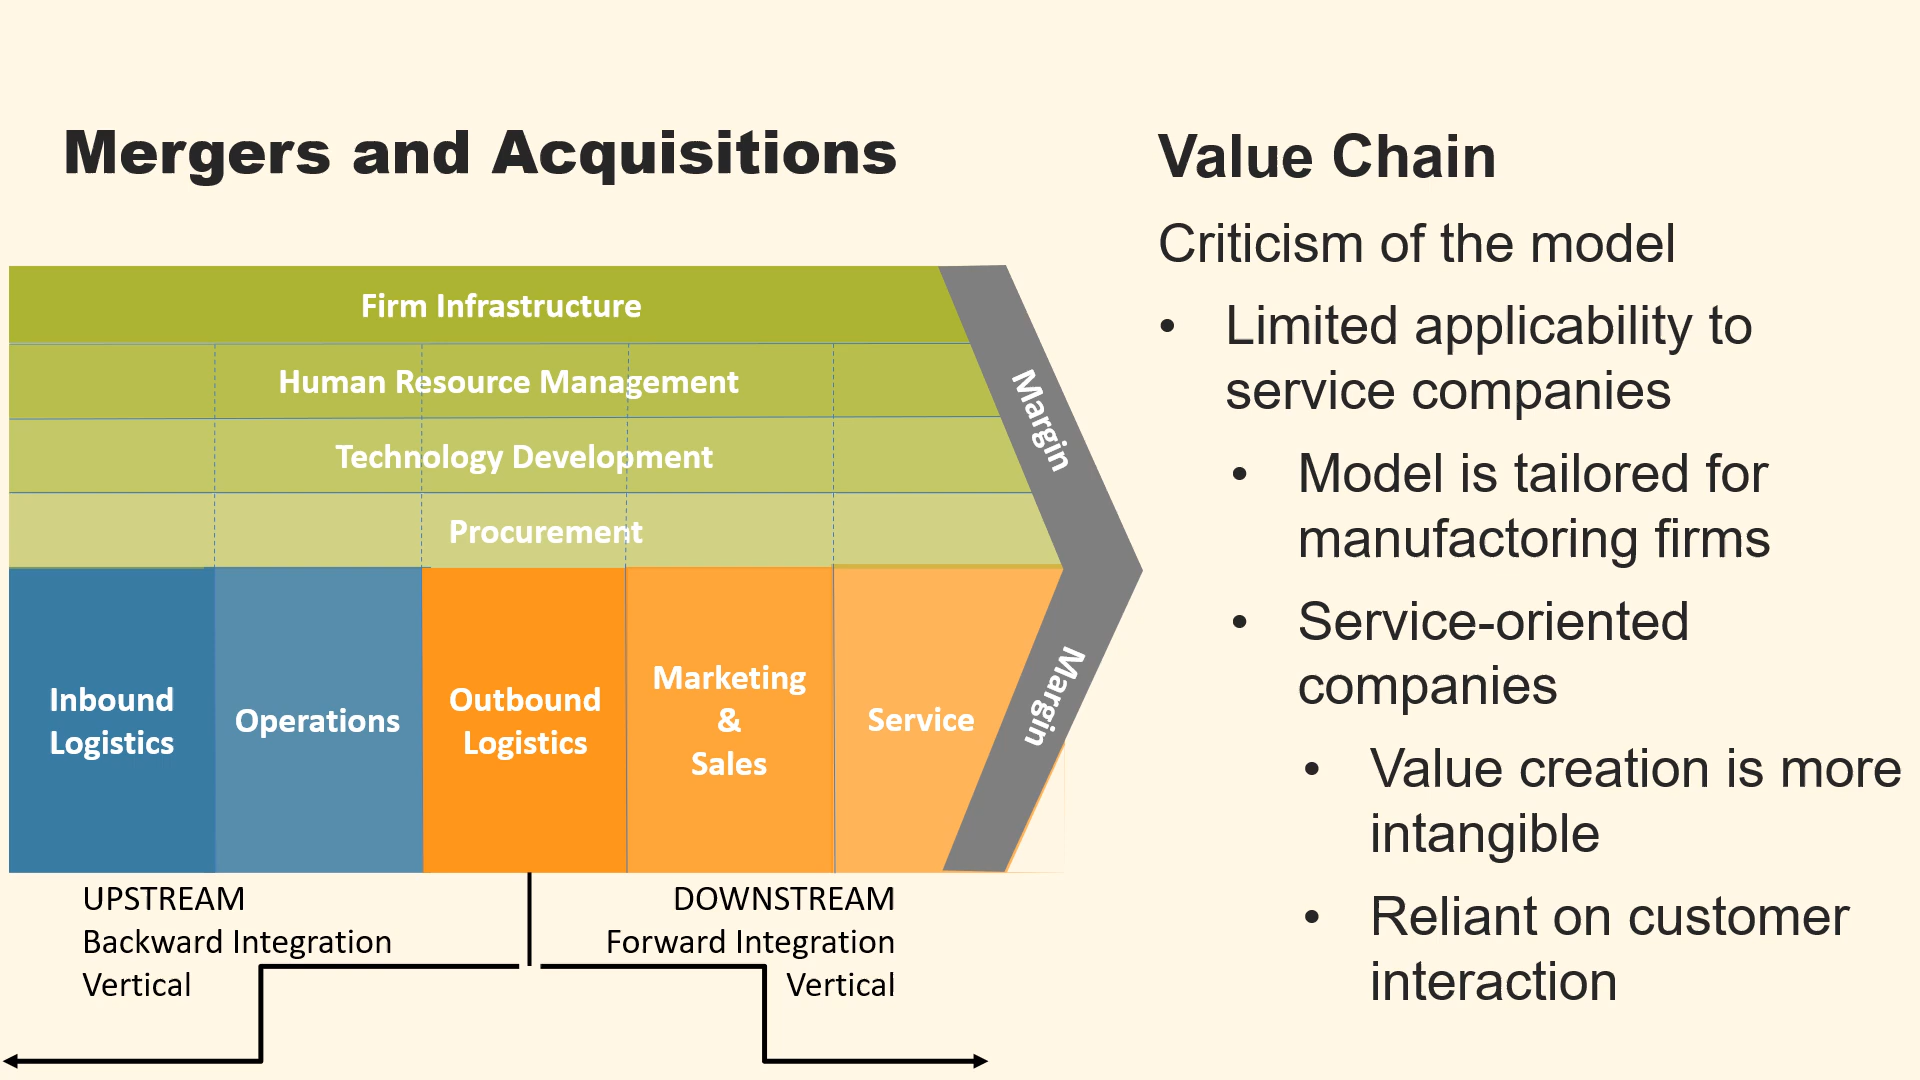 Mergers and Acquisitions
Firm Infrastructure
Human Resource Management
Technology Development
Procurement
Margin
Inbound
Logistics
Operations
Outbound
Logistics
Marketing
&
Sales
Service
Margin
UPSTREAM
Backward Integration
Vertical
DOWNSTREAM
Forward Integration
Vertical
Value Chain
Criticism of the model
• Limited applicability to
service companies
• Model is tailored for
manufactoring firms
• Service-oriented
companies
• Value creation is more
intangible
• Reliant on customer
interaction